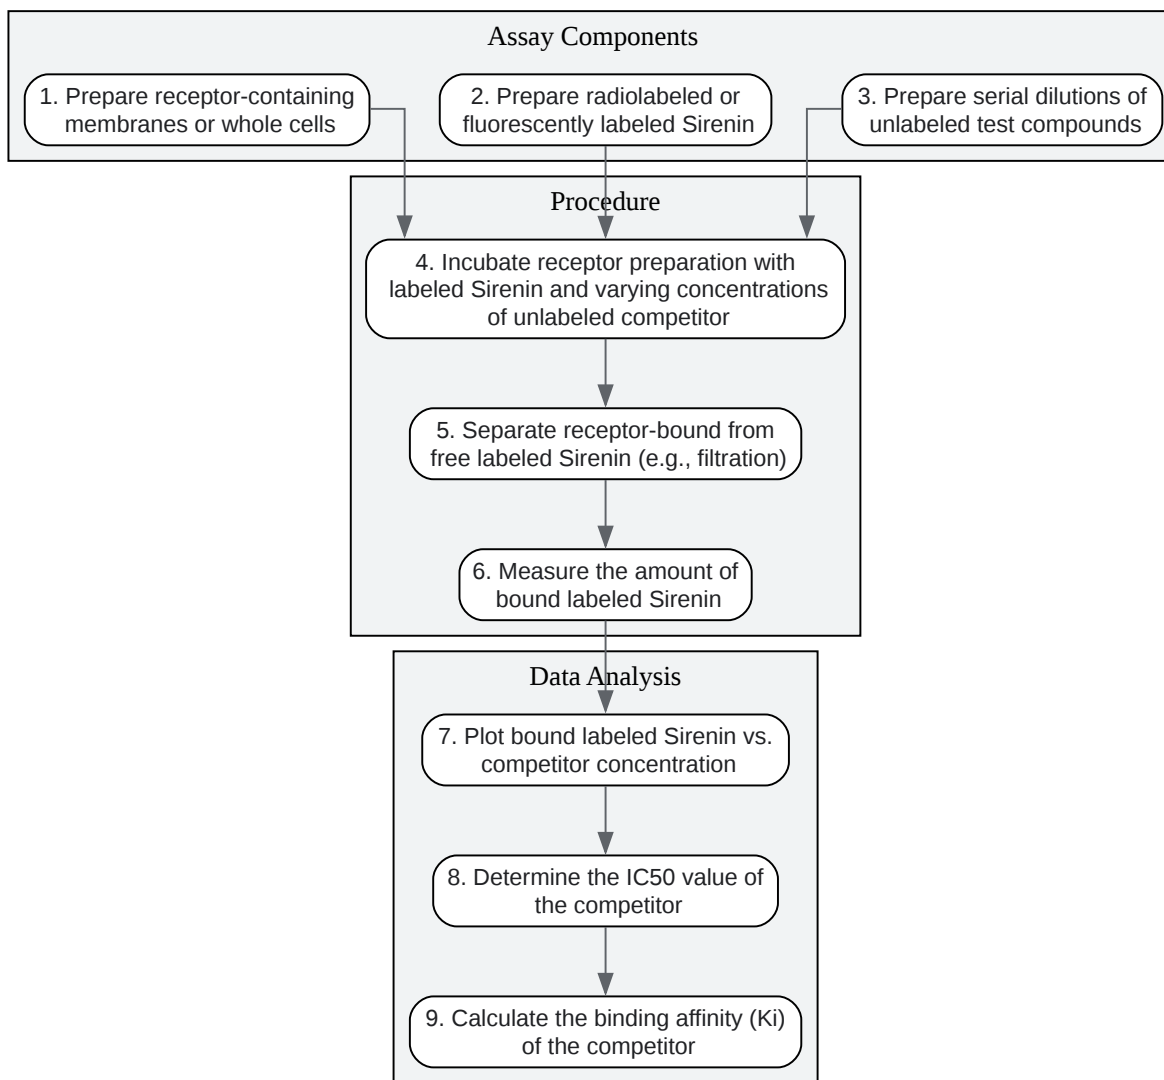 Assay Components
1. Prepare receptor-containing
membranes or whole cells
2. Prepare radiolabeled or
fluorescently labeled Sirenin
3. Prepare serial dilutions of
unlabeled test compounds
Procedure
4. Incubate receptor preparation with
labeled Sirenin and varying concentrations
of unlabeled competitor
5. Separate receptor-bound from
free labeled Sirenin (e.g., filtration)
6. Measure the amount of
bound labeled Sirenin
Data Analysis
7. Plot bound labeled Sirenin vs.
competitor concentration
8. Determine the IC50 value of
the competitor
9. Calculate the binding affinity (Ki)
of the competitor